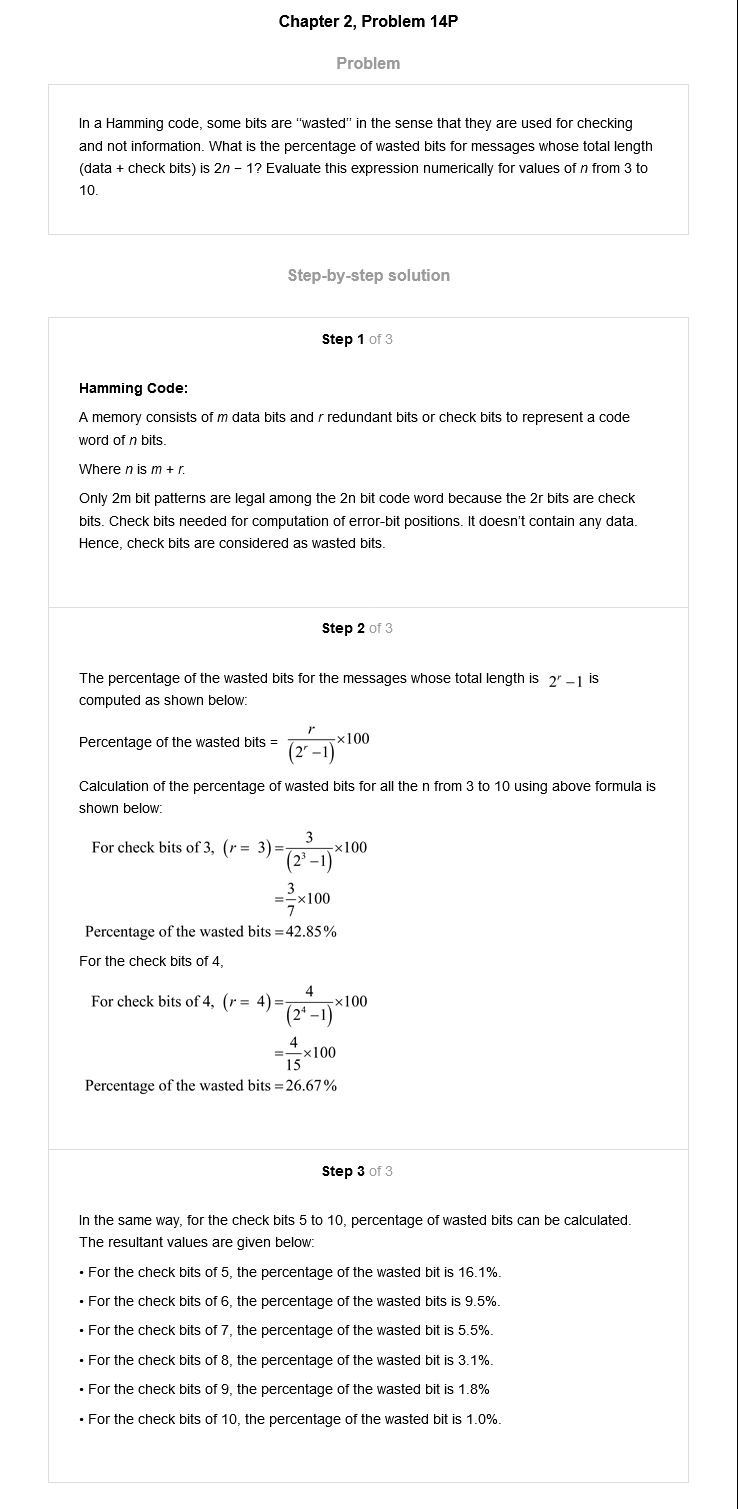 Chapter 2, Problem 14P
Problem
In a Hamming code, some bits are “wasted” in the sense that they are used for checking
and not information. What is the percentage of wasted bits for messages whose total length
(data + check bits) is 2n − 1? Evaluate this expression numerically for values of n from 3 to
10.
Step-by-step solution
Step 1 of 3
Hamming Code:
A memory consists of m data bits and r redundant bits or check bits to represent a code
word of n bits.
Where n is m + r.
Only 2m bit patterns are legal among the 2n bit code word because the 2r bits are check
bits. Check bits needed for computation of error-bit positions. It doesn’t contain any data.
Hence, check bits are considered as wasted bits.
Step 2 of 3
The percentage of the wasted bits for the messages whose total length is 2^r −1 is
computed as shown below:
Percentage of the wasted bits = r/(2^r −1) ×100
Calculation of the percentage of wasted bits for all the n from 3 to 10 using above formula is
shown below:
For check bits of 3, (r = 3) = 3/(2^3 −1) ×100
= 3/7 ×100
Percentage of the wasted bits = 42.85%
For the check bits of 4,
For check bits of 4, (r = 4) = 4/(2^4 −1) ×100
= 4/15 ×100
Percentage of the wasted bits = 26.67%
Step 3 of 3
In the same way, for the check bits 5 to 10, percentage of wasted bits can be calculated.
The resultant values are given below:
• For the check bits of 5, the percentage of the wasted bit is 16.1%.
• For the check bits of 6, the percentage of the wasted bits is 9.5%.
• For the check bits of 7, the percentage of the wasted bit is 5.5%.
• For the check bits of 8, the percentage of the wasted bit is 3.1%.
• For the check bits of 9, the percentage of the wasted bit is 1.8%
• For the check bits of 10, the percentage of the wasted bit is 1.0%.